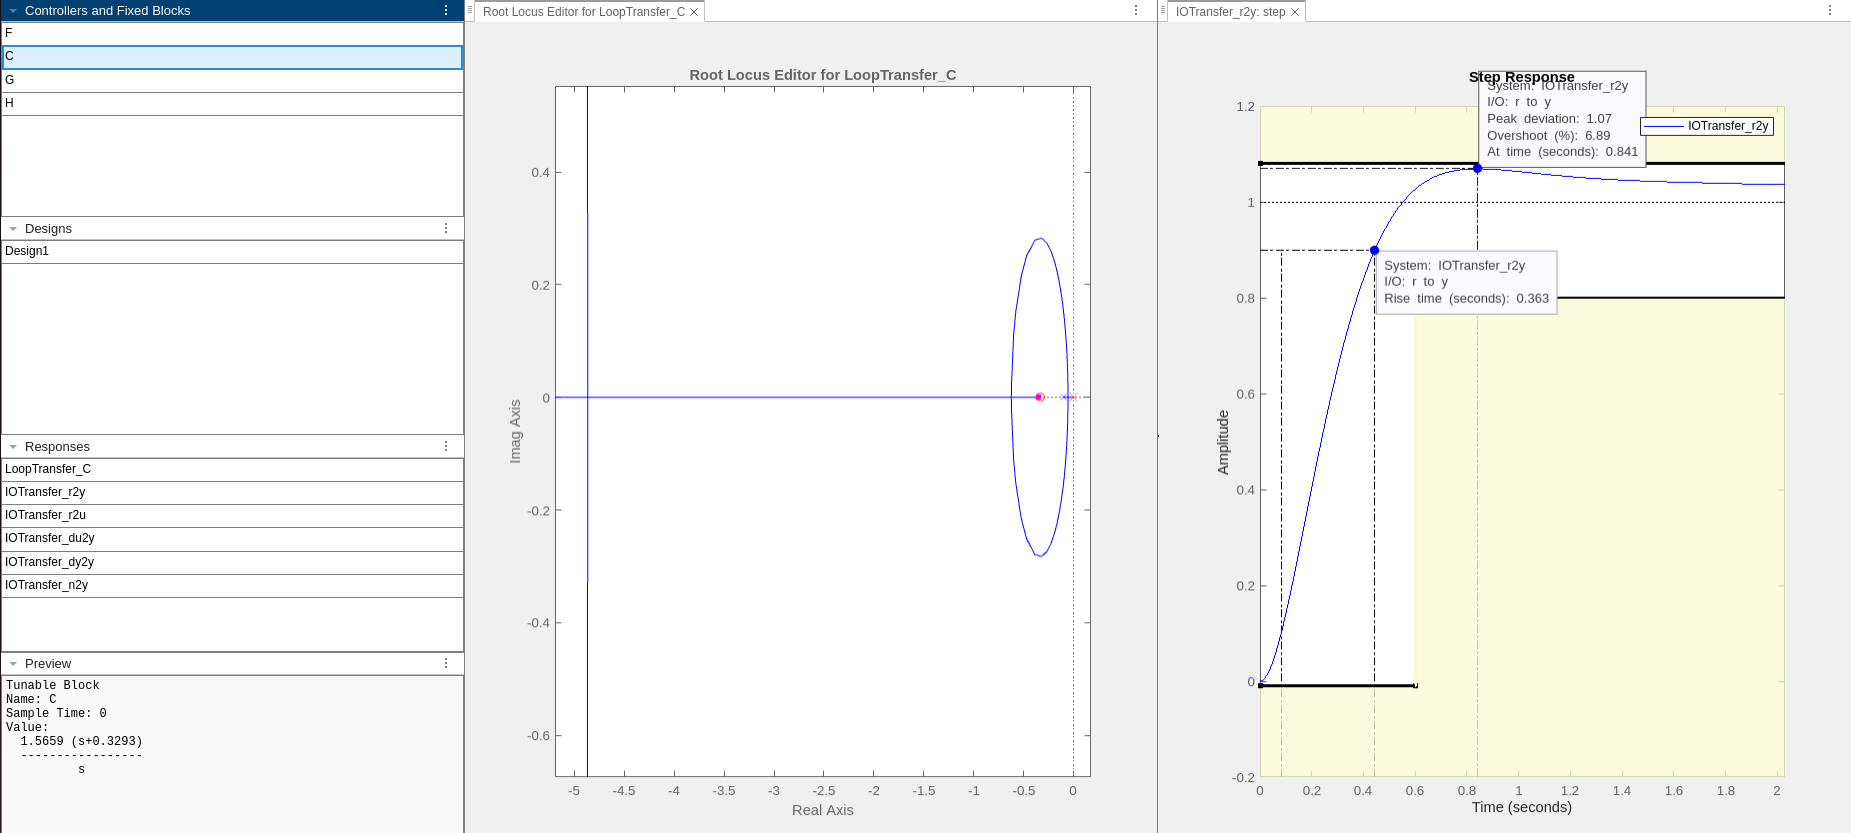 Controllers and Fixed Blocks
F
C
G
H
Designs
Design1
Responses
LoopTransfer_C
IOTransfer_r2y
IOTransfer_r2u
IOTransfer_du2y
IOTransfer_dy2y
IOTransfer_n2y
Preview
Tunable Block
Name: C
Sample Time: 0
Value:
1.5659 (s+0.3293)
-----------------
s
Root Locus Editor for LoopTransfer_C
Root Locus Editor for LoopTransfer_C
0.4
0.2
0
-0.2
-0.4
-0.6
Imag Axis
-5 -4.5 -4 -3.5 -3 -2.5 -2 -1.5 -1 -0.5 0
Real Axis
IOTransfer_r2y: step
Step Response
System: IOTransfer_r2y
I/O: r to y
Peak deviation: 1.07
Overshoot (%): 6.89
At time (seconds): 0.841
IOTransfer_r2y
System: IOTransfer_r2y
I/O: r to y
Rise time (seconds): 0.363
1.2
1
0.8
0.6
0.4
0.2
0
-0.2
Amplitude
0 0.2 0.4 0.6 0.8 1 1.2 1.4 1.6 1.8 2
Time (seconds)